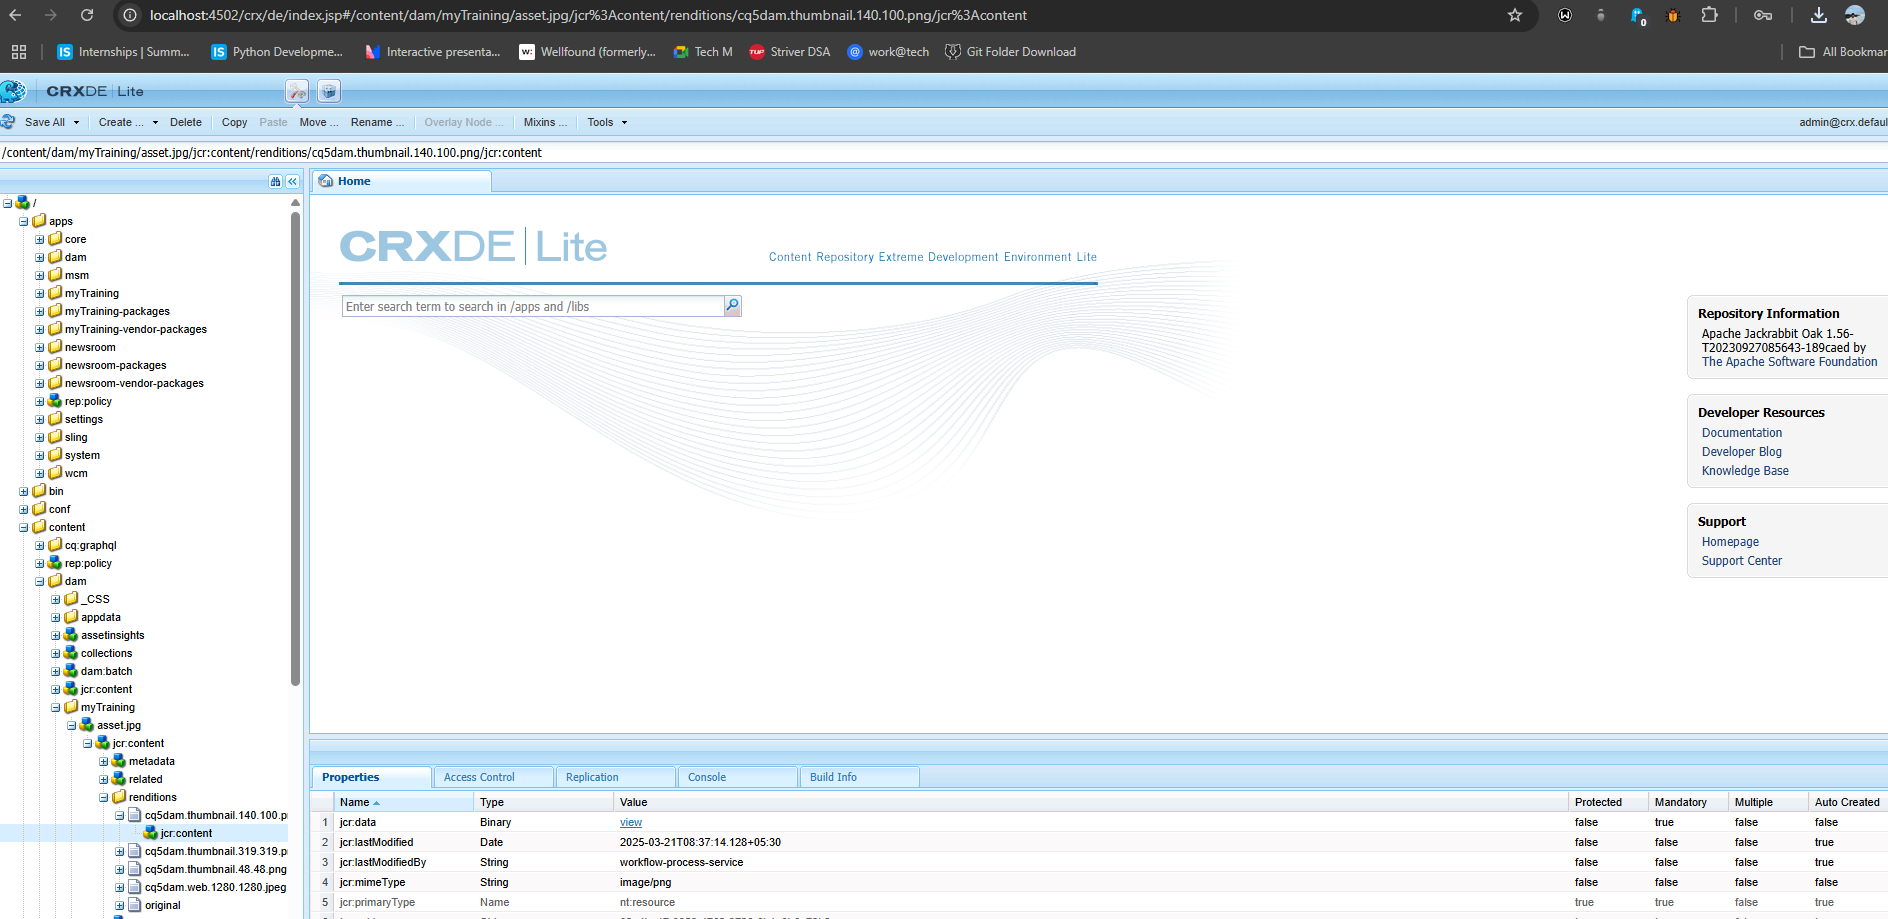 localhost:4502/crx/de/index.jsp#/content/dam/myTraining/asset.jpg/jcr%3Acontent/renditions/cq5dam.thumbnail.140.100.png/jcr%3Acontent
0
IS Internships | Summ...
IS Python Developme...
Interactive presenta...
w: Wellfound (formerly,...
Tech M
TUF Striver DSA
@ work@tech
Git Folder Download
All Bookmar
CRXDE | Lite
Save All
Create ...
Delete
Copy
Paste
Move ...
Rename ...
Overlay Node ...
Mixins ...
Tools
admin@crx.defaul
/content/dam/myTraining/asset.jpg/jcr:content/renditions/cq5dam.thumbnail.140.100.png/jcr:content
/
apps
core
dam
msm
myTraining
myTraining-packages
myTraining-vendor-packages
newsroom
newsroom-packages
newsroom-vendor-packages
rep:policy
settings
sling
system
wcm
bin
conf
content
cq:graphql
rep:policy
dam
_CSS
appdata
assetinsights
collections
dam:batch
jcr:content
myTraining
asset.jpg
jcr:content
metadata
related
renditions
cq5dam.thumbnail.140.100.p
jcr:content
cq5dam.thumbnail.319.319.p
cq5dam.thumbnail.48.48.png
cq5dam.web.1280.1280.jpeg
original
Home
CRXDE | Lite
Content Repository Extreme Development Environment Lite
Enter search term to search in /apps and /libs
Repository Information
Apache Jackrabbit Oak 1.56-
T20230927085643-189caed by
The Apache Software Foundation
Developer Resources
Documentation
Developer Blog
Knowledge Base
Support
Homepage
Support Center
Properties
Access Control
Replication
Console
Build Info
Name Type Value Protected Mandatory Multiple Auto Created
1 jcr:data Binary view false true false false
2 jcr:lastModified Date 2025-03-21T08:37:14.128+05:30 false false false true
3 jcr:lastModifiedBy String workflow-process-service false false false true
4 jcr:mimeType String image/png false false false false
5 jcr:primaryType Name nt:resource true true false true